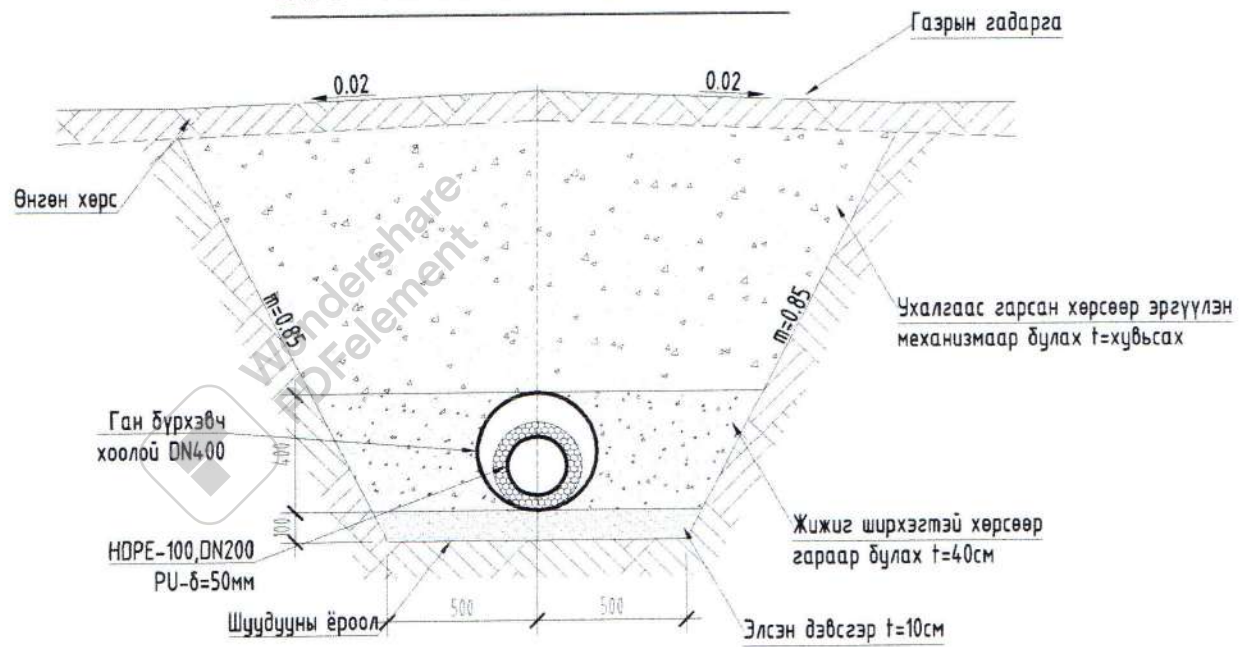 Газрын гадарга
0.02
0.02
Өнгөн хөрс
m=0.85
m=0.85
Wondershare
PDFelement
Ухалгаас гарсан хөрсөөр эргүүлэн
механизмаар булах t=хувьсах
Ган бүрхэвч
хоолой DN400
400
100
HDPE-100,DN200
PU-δ=50мм
Жижиг ширхэгтэй хөрсөөр
гараар булах t=40см
Шуудууны ёроол
500
500
Элсэн дэвсгэр t=10см